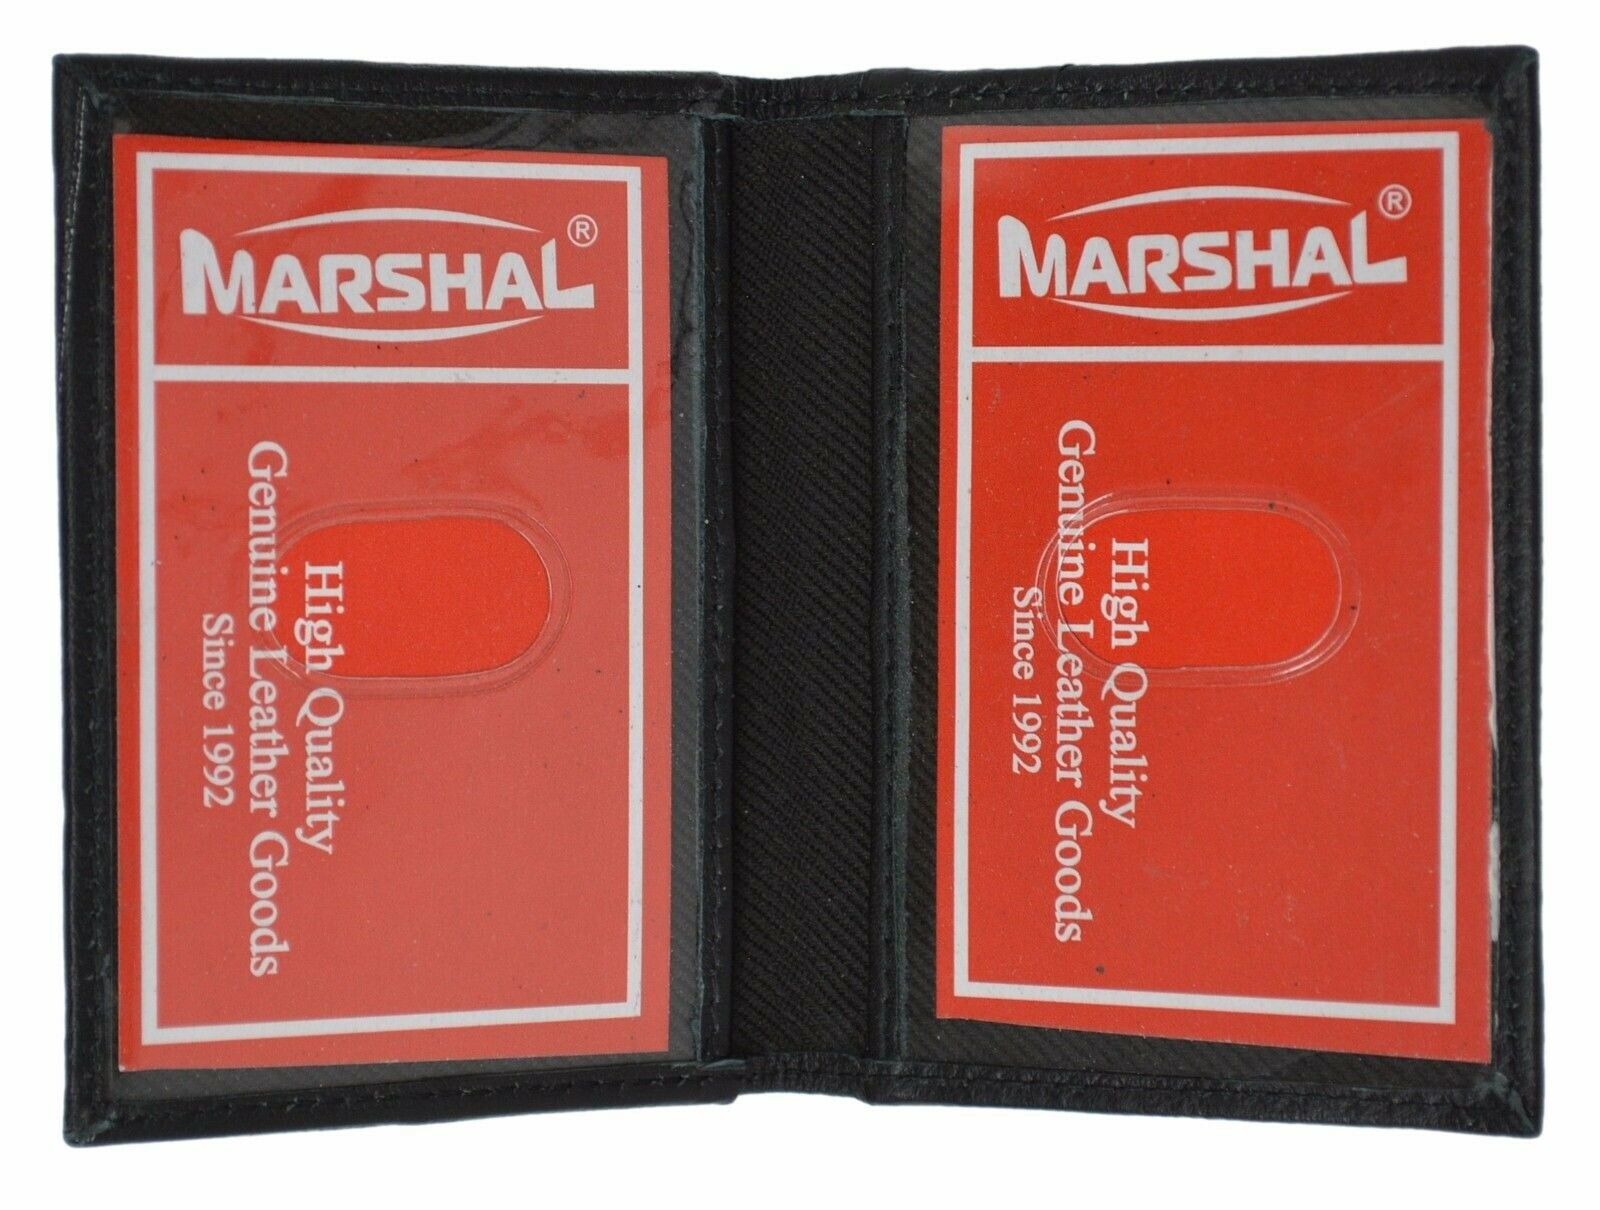 MARSHAL®
High Quality
Genuine Leather Goods
Since 1992
MARSHAL®
High Quality
Genuine Leather Goods
Since 1992